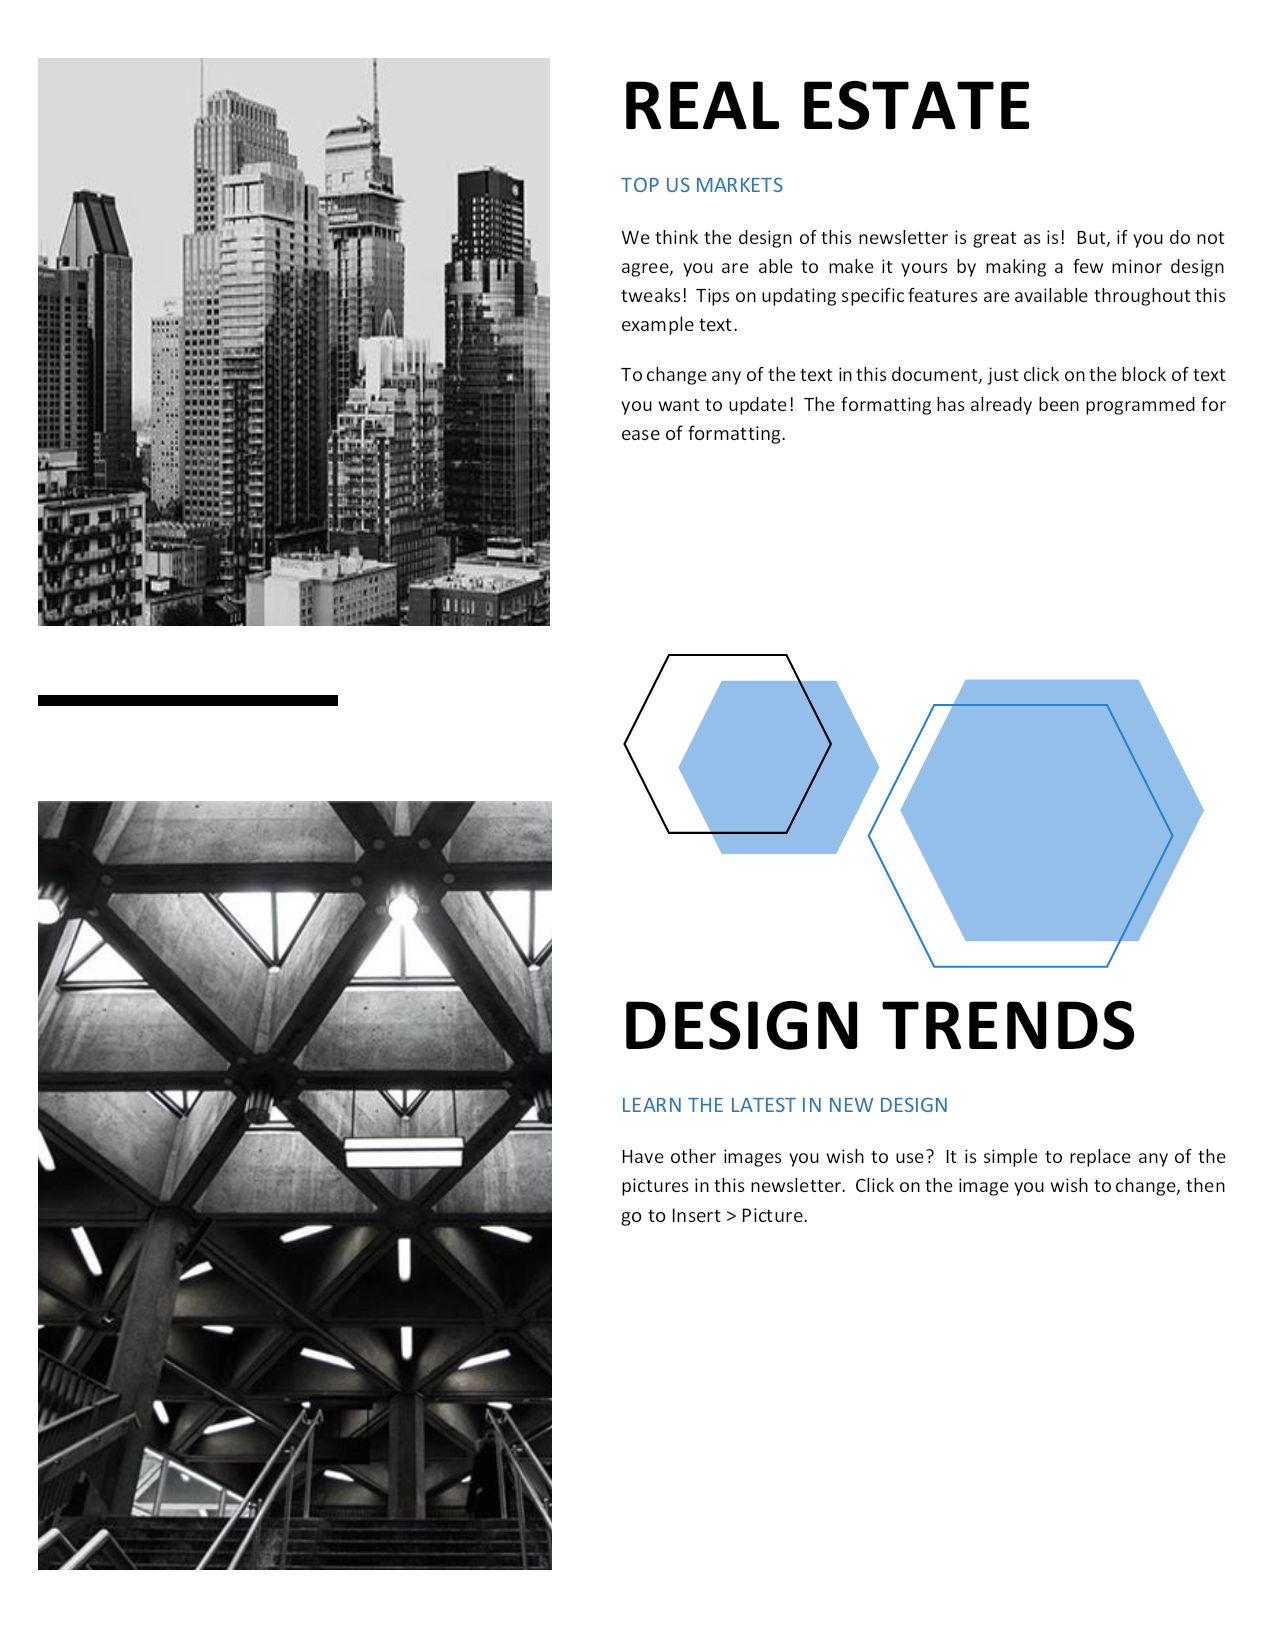 REAL ESTATE
TOP US MARKETS
We think the design of this newsletter is great as is! But, if you do not
agree, you are able to make it yours by making a few minor design
tweaks! Tips on updating specific features are available throughout this
example text.
To change any of the text in this document, just click on the block of text
you want to update! The formatting has already been programmed for
ease of formatting.
DESIGN TRENDS
LEARN THE LATEST IN NEW DESIGN
Have other images you wish to use? It is simple to replace any of the
pictures in this newsletter. Click on the image you wish to change, then
go to Insert > Picture.